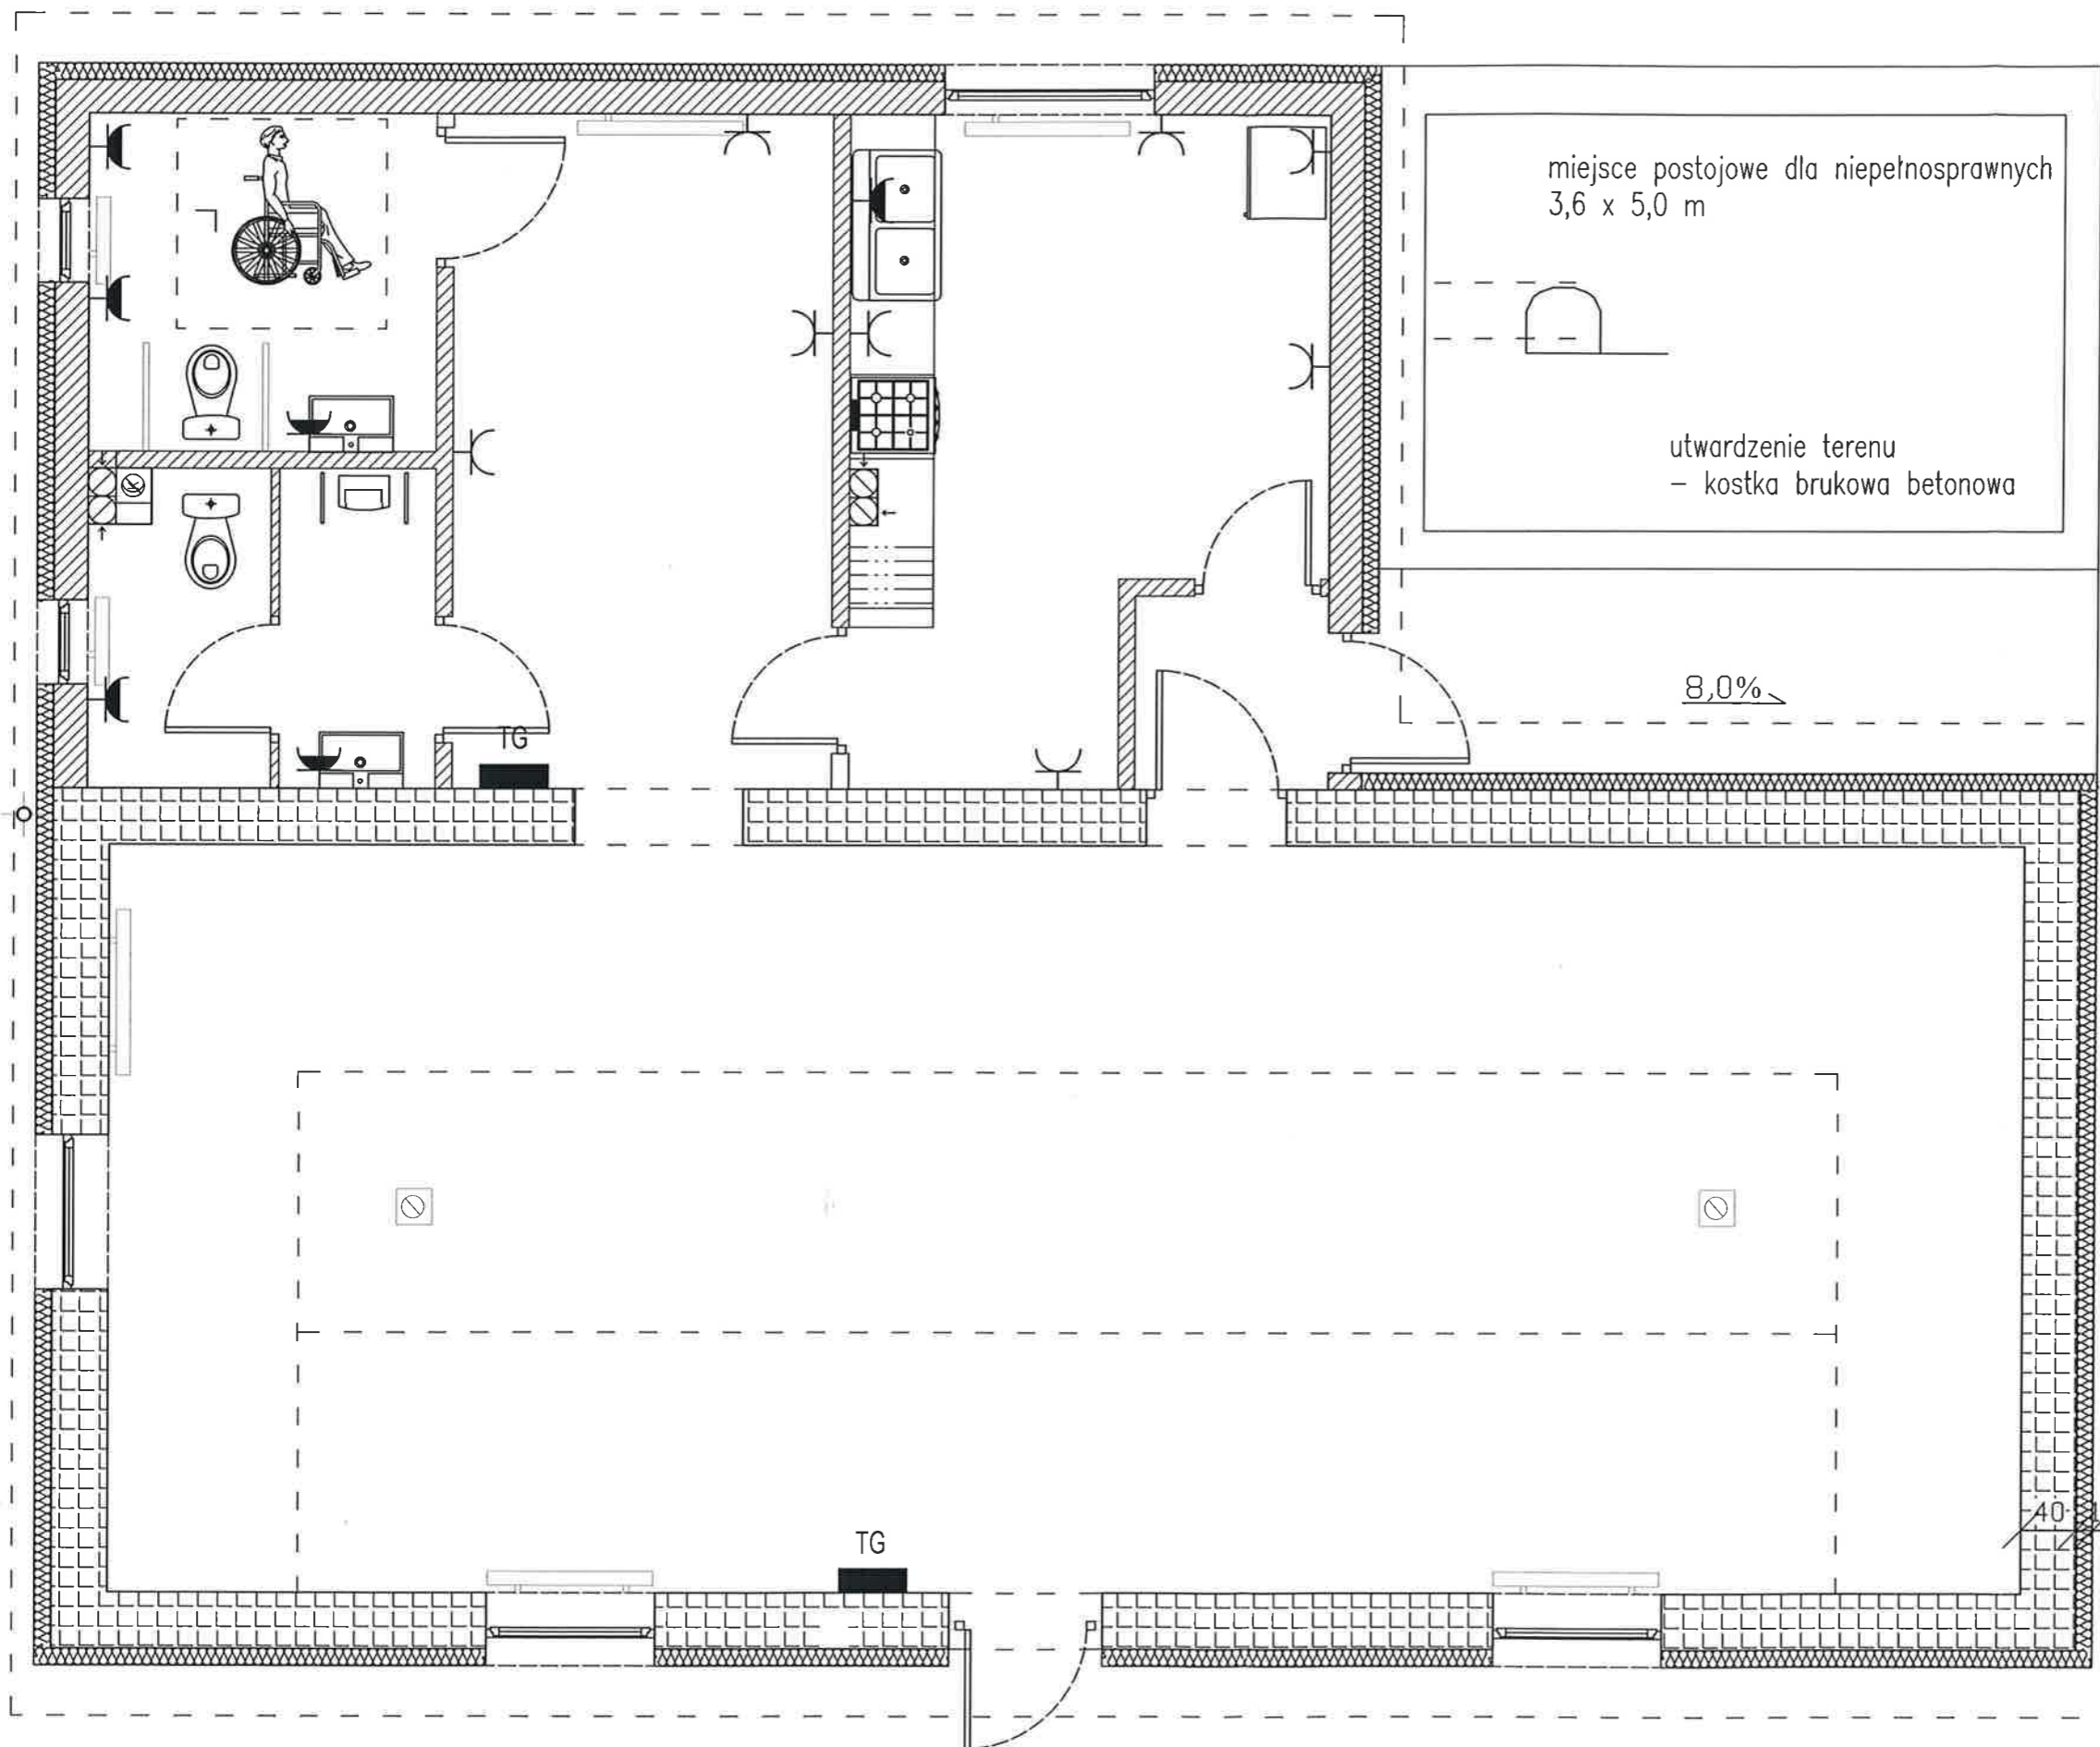 miejsce postojowe dla niepełnosprawnych
3,6 x 5,0 m
utwardzenie terenu
– kostka brukowa betonowa
8,0%
TG
40
TG